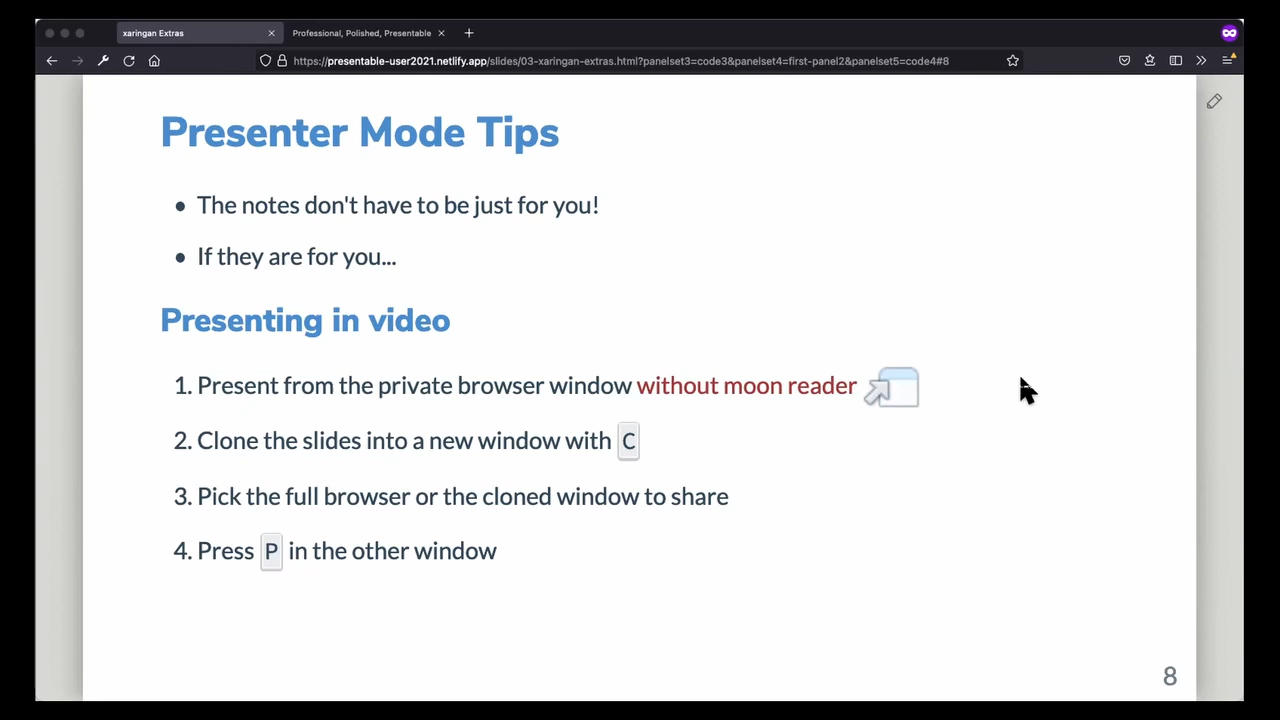 xaringan Extras
Professional, Polished, Presentable
https://presentable-user2021.netlify.app/slides/03-xaringan-extras.html?panelset3=code3&panelset4=first-panel2&panelset5=code4#8
Presenter Mode Tips
• The notes don't have to be just for you!
• If they are for you...
Presenting in video
1. Present from the private browser window without moon reader
2. Clone the slides into a new window with C
3. Pick the full browser or the cloned window to share
4. Press P in the other window
8